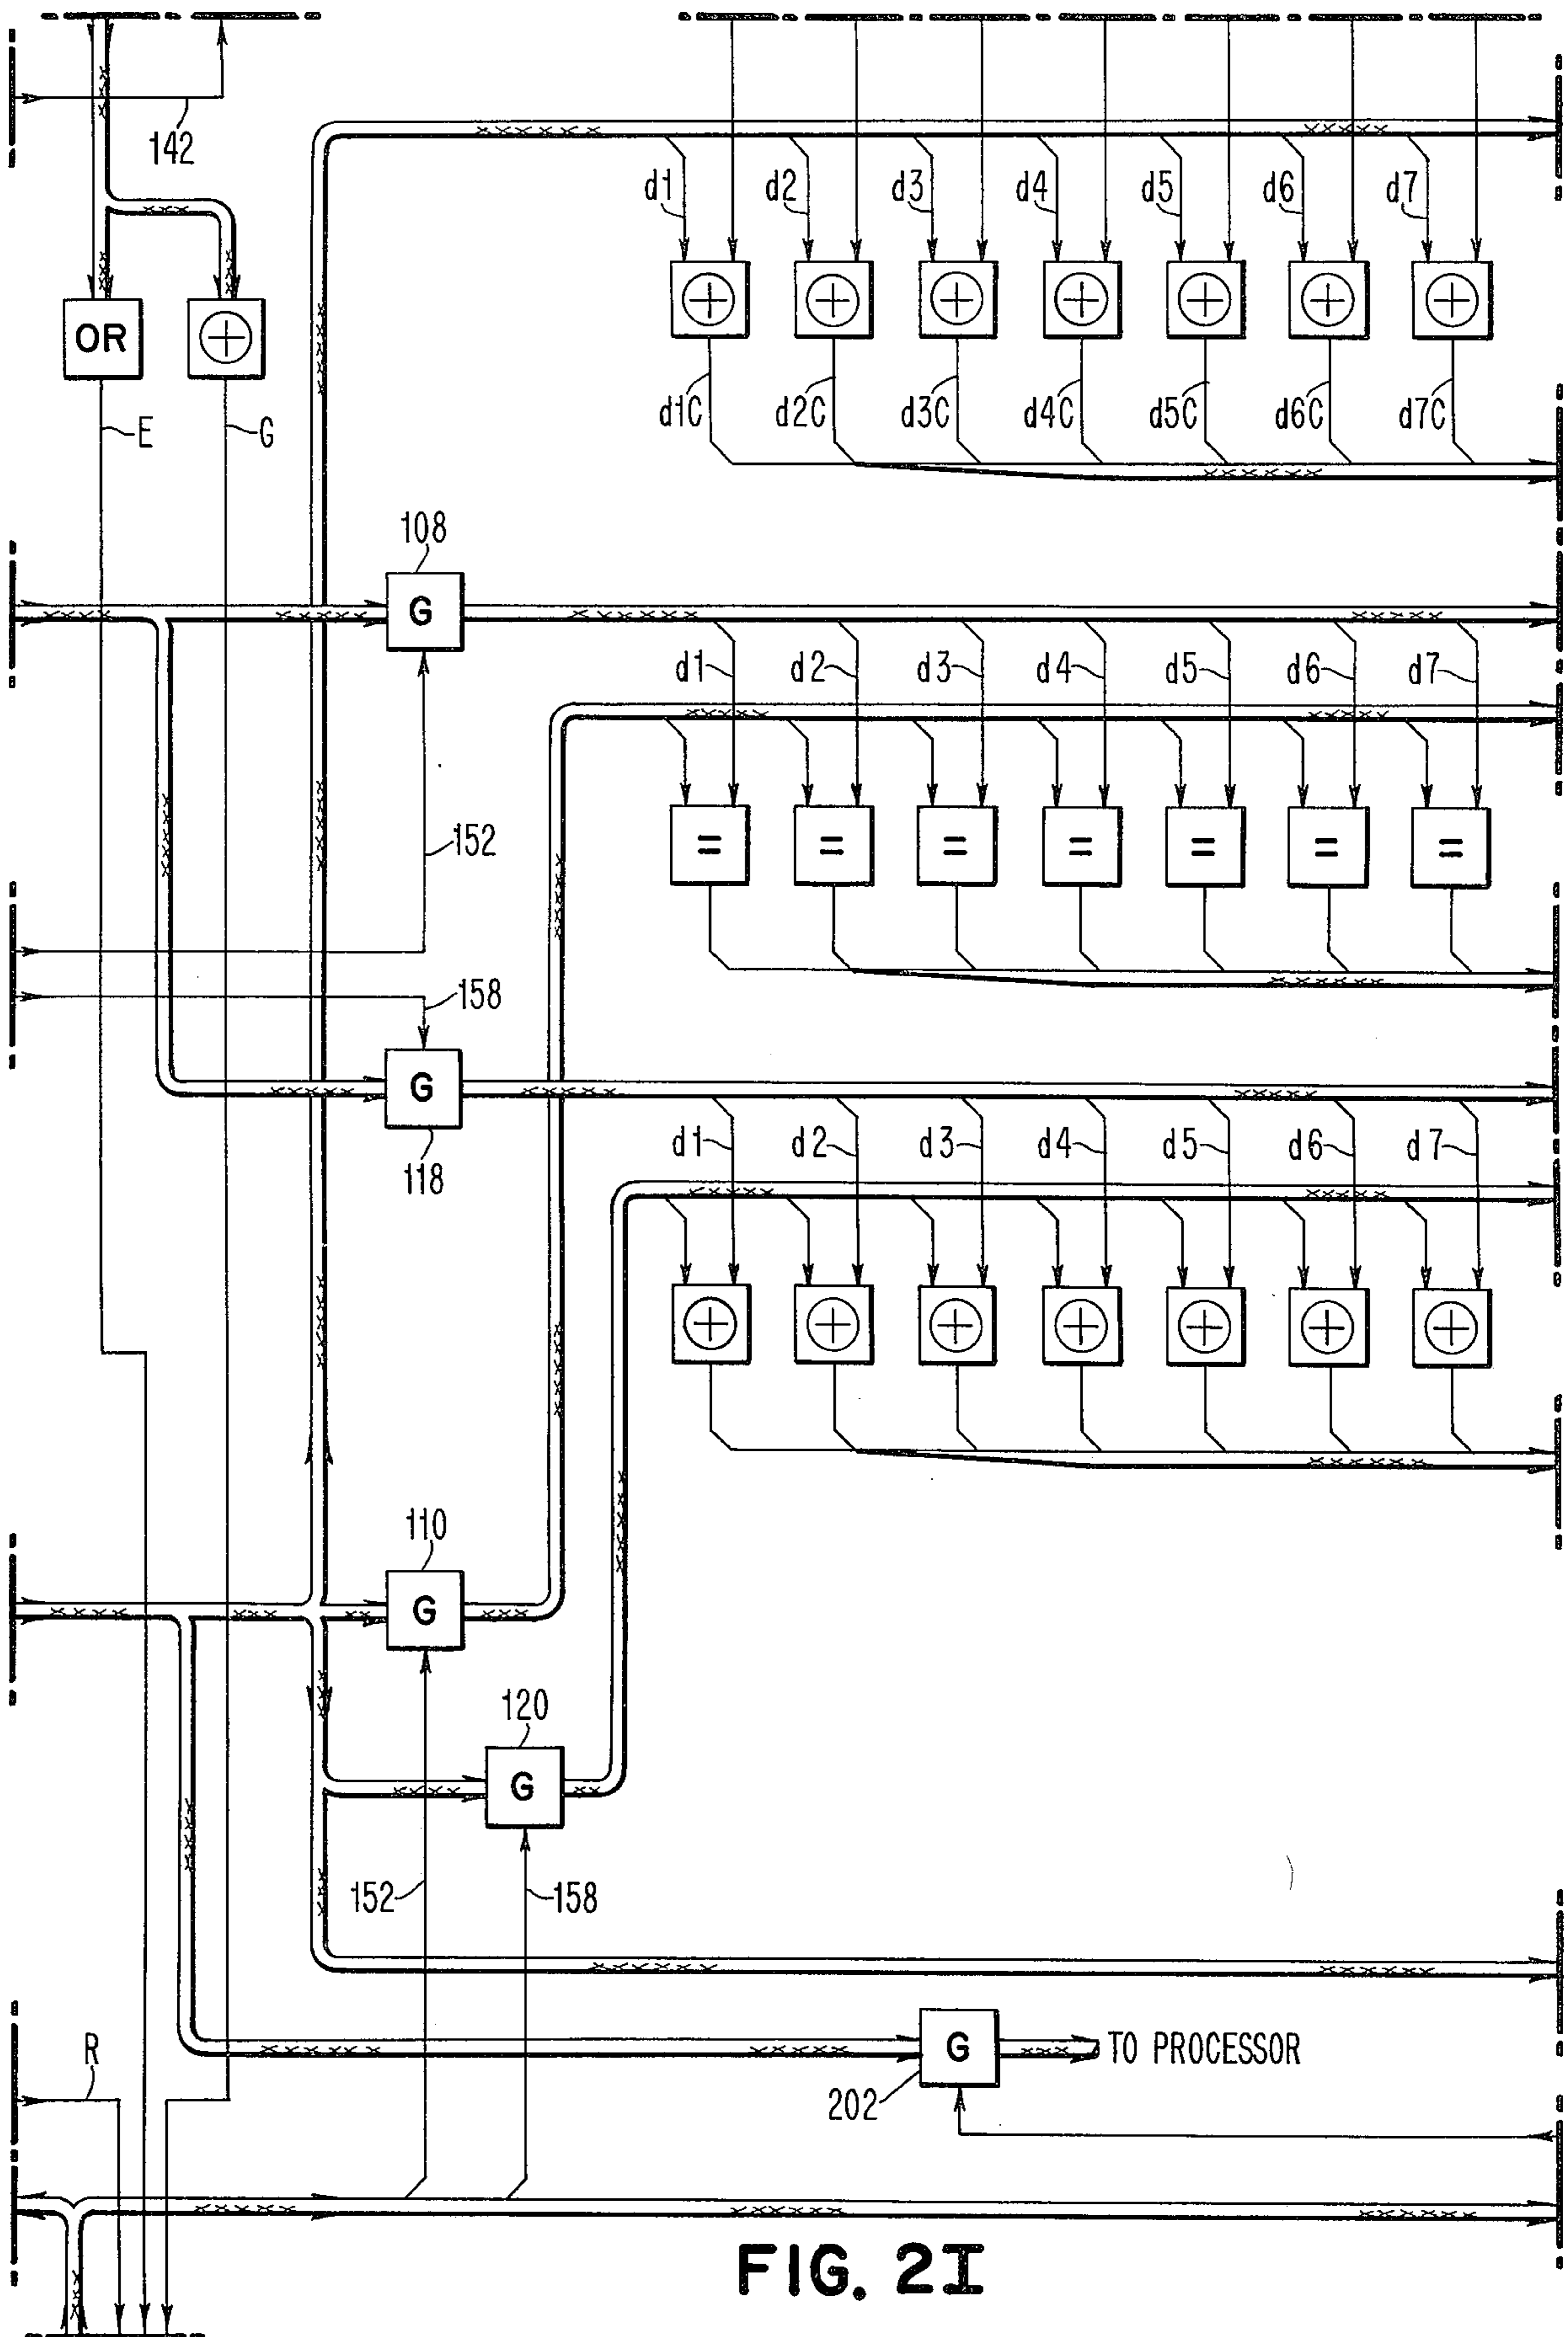 142
d1 d2 d3 d4 d5 d6 d7
OR
E G
d1C d2C d3C d4C d5C d6C d7C
108
G
d1 d2 d3 d4 d5 d6 d7
152
= = = = = = =
158
G
118
d1 d2 d3 d4 d5 d6 d7
110
G
120
G
152 158
R
G TO PROCESSOR
202
FIG. 2I